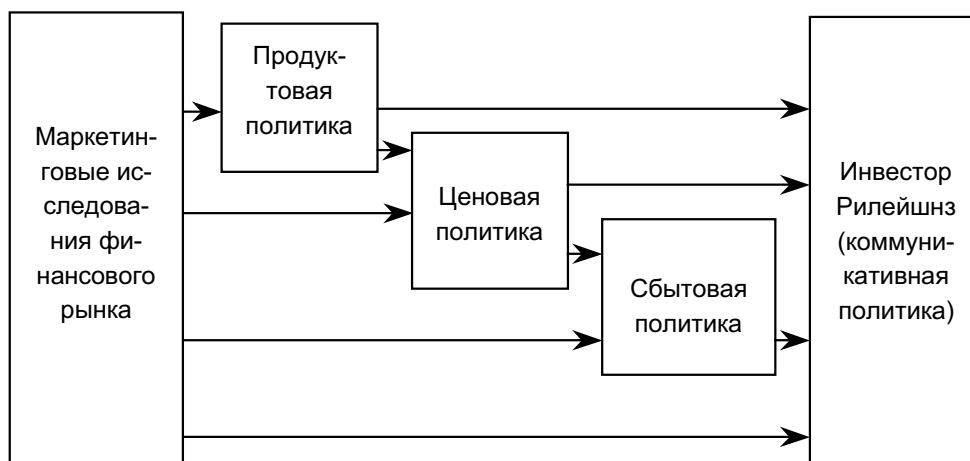 Маркетин-
говые ис-
следова-
ния фи-
нансового
рынка
Продук-
товая
политика
Ценовая
политика
Сбытовая
политика
Инвестор
Рилейшнз
(коммуни-
кативная
политика)